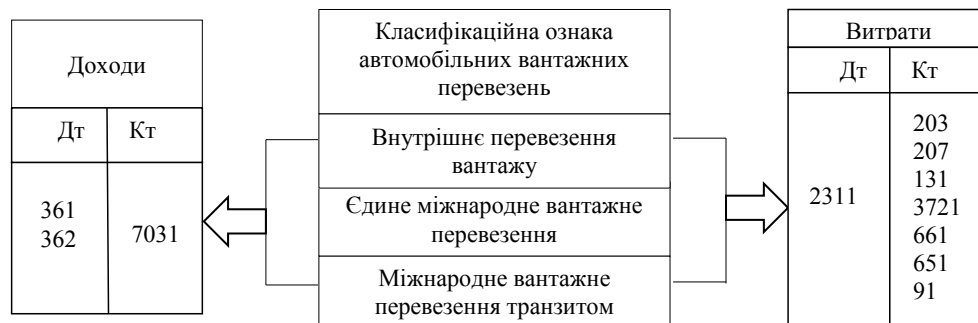 Доходи
Дт Кт
361
362
7031
Класифікаційна ознака
автомобільних вантажних
перевезень
Внутрішнє перевезення
вантажу
Єдине міжнародне вантажне
перевезення
Міжнародне вантажне
перевезення транзитом
Витрати
Дт Кт
2311
203
207
131
3721
661
651
91